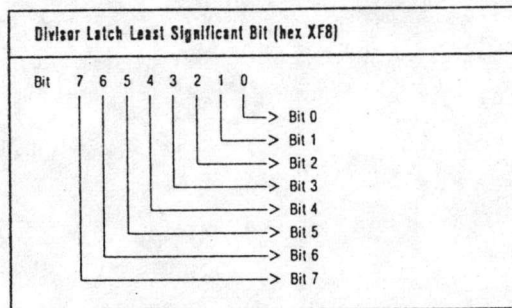 Divisor Latch Least Significant Bit (hex XF8)
Bit 7 6 5 4 3 2 1 0
Bit 0
Bit 1
Bit 2
Bit 3
Bit 4
Bit 5
Bit 6
Bit 7